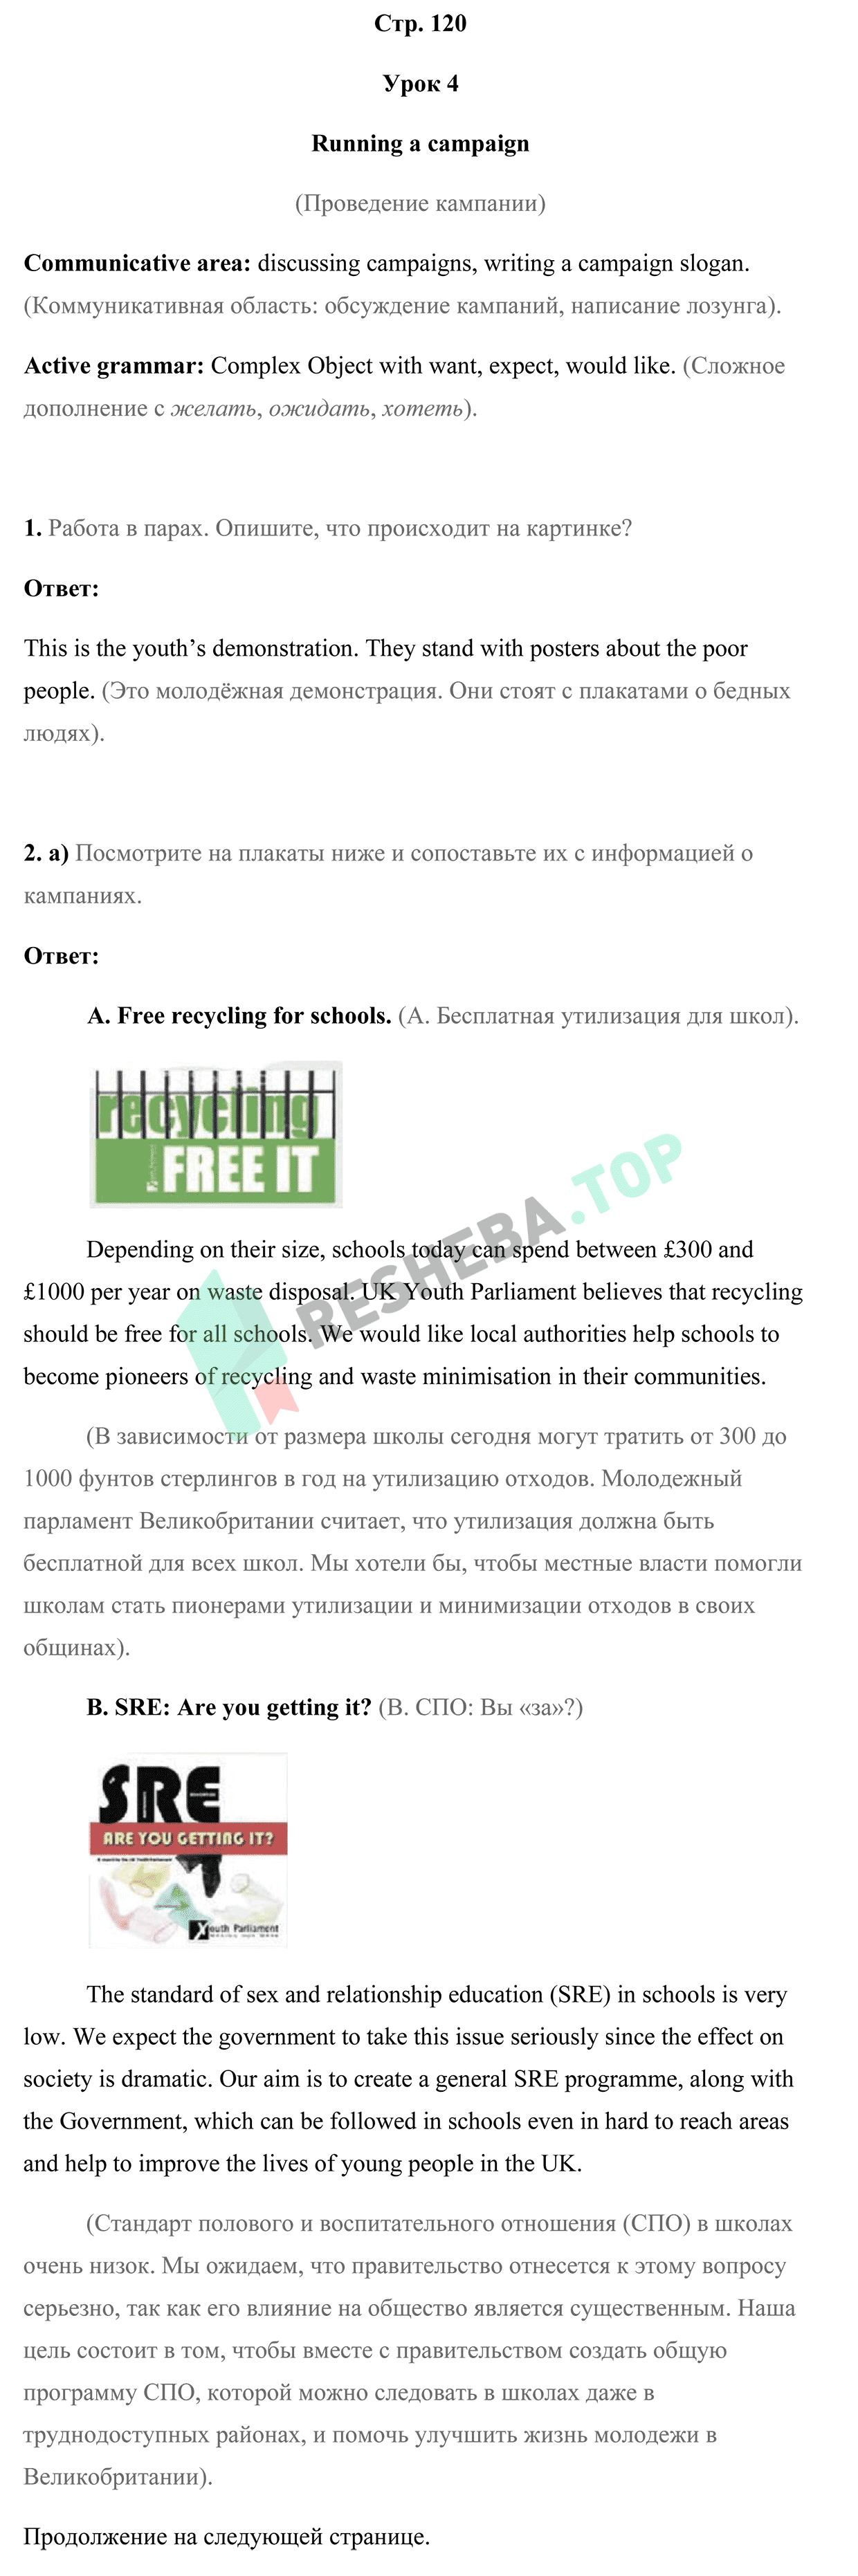 Стр. 120
Урок 4
Running a campaign
(Проведение кампании)
Communicative area: discussing campaigns, writing a campaign slogan.
(Коммуникативная область: обсуждение кампаний, написание лозунга).
Active grammar: Complex Object with want, expect, would like. (Сложное
дополнение с желать, ожидать, хотеть).
1. Работа в парах. Опишите, что происходит на картинке?
Ответ:
This is the youth’s demonstration. They stand with posters about the poor
people. (Это молодёжная демонстрация. Они стоят с плакатами о бедных
людях).
2. a) Посмотрите на плакаты ниже и сопоставьте их с информацией о
кампаниях.
Ответ:
A. Free recycling for schools. (А. Бесплатная утилизация для школ).
recycling
FREE IT
Depending on their size, schools today can spend between £300 and
£1000 per year on waste disposal. UK Youth Parliament believes that recycling
should be free for all schools. We would like local authorities help schools to
become pioneers of recycling and waste minimisation in their communities.
RESHEBA.TOP
(В зависимости от размера школы сегодня могут тратить от 300 до
1000 фунтов стерлингов в год на утилизацию отходов. Молодежный
парламент Великобритании считает, что утилизация должна быть
бесплатной для всех школ. Мы хотели бы, чтобы местные власти помогли
школам стать пионерами утилизации и минимизации отходов в своих
общинах).
B. SRE: Are you getting it? (В. СПО: Вы «за»?)
SRE
ARE YOU GETTING IT?
Youth Parliament
The standard of sex and relationship education (SRE) in schools is very
low. We expect the government to take this issue seriously since the effect on
society is dramatic. Our aim is to create a general SRE programme, along with
the Government, which can be followed in schools even in hard to reach areas
and help to improve the lives of young people in the UK.
(Стандарт полового и воспитательного отношения (СПО) в школах
очень низок. Мы ожидаем, что правительство отнесется к этому вопросу
серьезно, так как его влияние на общество является существенным. Наша
цель состоит в том, чтобы вместе с правительством создать общую
программу СПО, которой можно следовать в школах даже в
труднодоступных районах, и помочь улучшить жизнь молодежи в
Великобритании).
Продолжение на следующей странице.